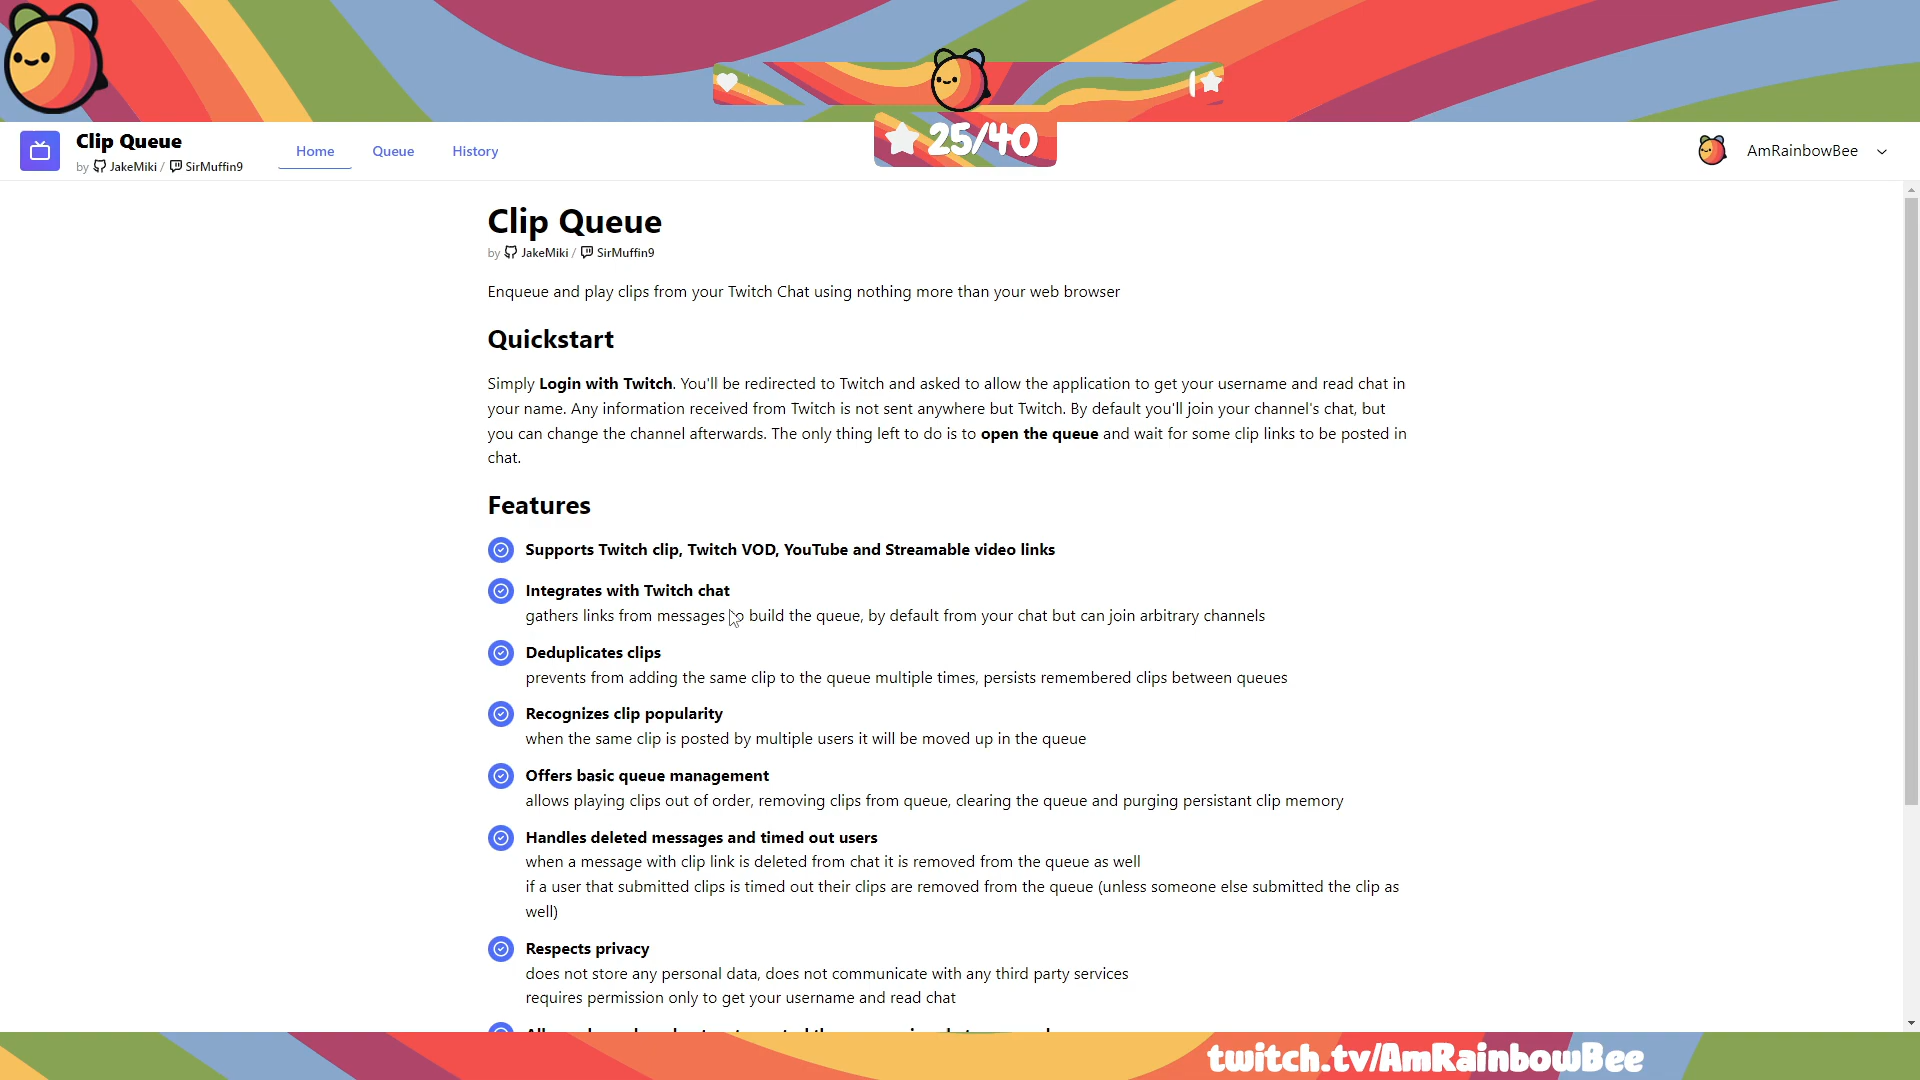 25/40
Clip Queue
by JakeMiki / SirMuffin9
Home
Queue
History
AmRainbowBee
Clip Queue
by JakeMiki / SirMuffin9
Enqueue and play clips from your Twitch Chat using nothing more than your web browser
Quickstart
Simply Login with Twitch. You'll be redirected to Twitch and asked to allow the application to get your username and read chat in
your name. Any information received from Twitch is not sent anywhere but Twitch. By default you'll join your channel's chat, but
you can change the channel afterwards. The only thing left to do is to open the queue and wait for some clip links to be posted in
chat.
Features
Supports Twitch clip, Twitch VOD, YouTube and Streamable video links
Integrates with Twitch chat
gathers links from messages to build the queue, by default from your chat but can join arbitrary channels
Deduplicates clips
prevents from adding the same clip to the queue multiple times, persists remembered clips between queues
Recognizes clip popularity
when the same clip is posted by multiple users it will be moved up in the queue
Offers basic queue management
allows playing clips out of order, removing clips from queue, clearing the queue and purging persistant clip memory
Handles deleted messages and timed out users
when a message with clip link is deleted from chat it is removed from the queue as well
if a user that submitted clips is timed out their clips are removed from the queue (unless someone else submitted the clip as
well)
Respects privacy
does not store any personal data, does not communicate with any third party services
requires permission only to get your username and read chat
twitch.tv/AmRainbowBee